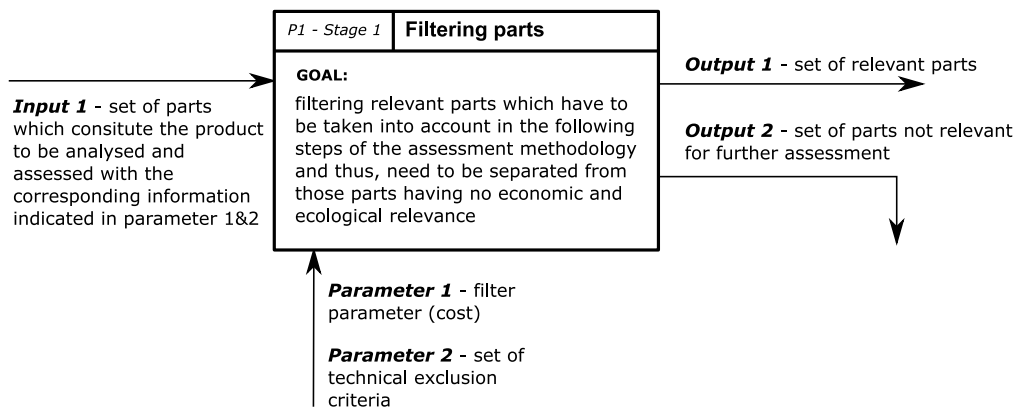 P1 - Stage 1
Filtering parts
GOAL:
filtering relevant parts which have to
be taken into account in the following
steps of the assessment methodology
and thus, need to be separated from
those parts having no economic and
ecological relevance
Input 1 - set of parts
which consitute the product
to be analysed and
assessed with the
corresponding information
indicated in parameter 1&2
Output 1 - set of relevant parts
Output 2 - set of parts not relevant
for further assessment
Parameter 1 - filter
parameter (cost)
Parameter 2 - set of
technical exclusion
criteria